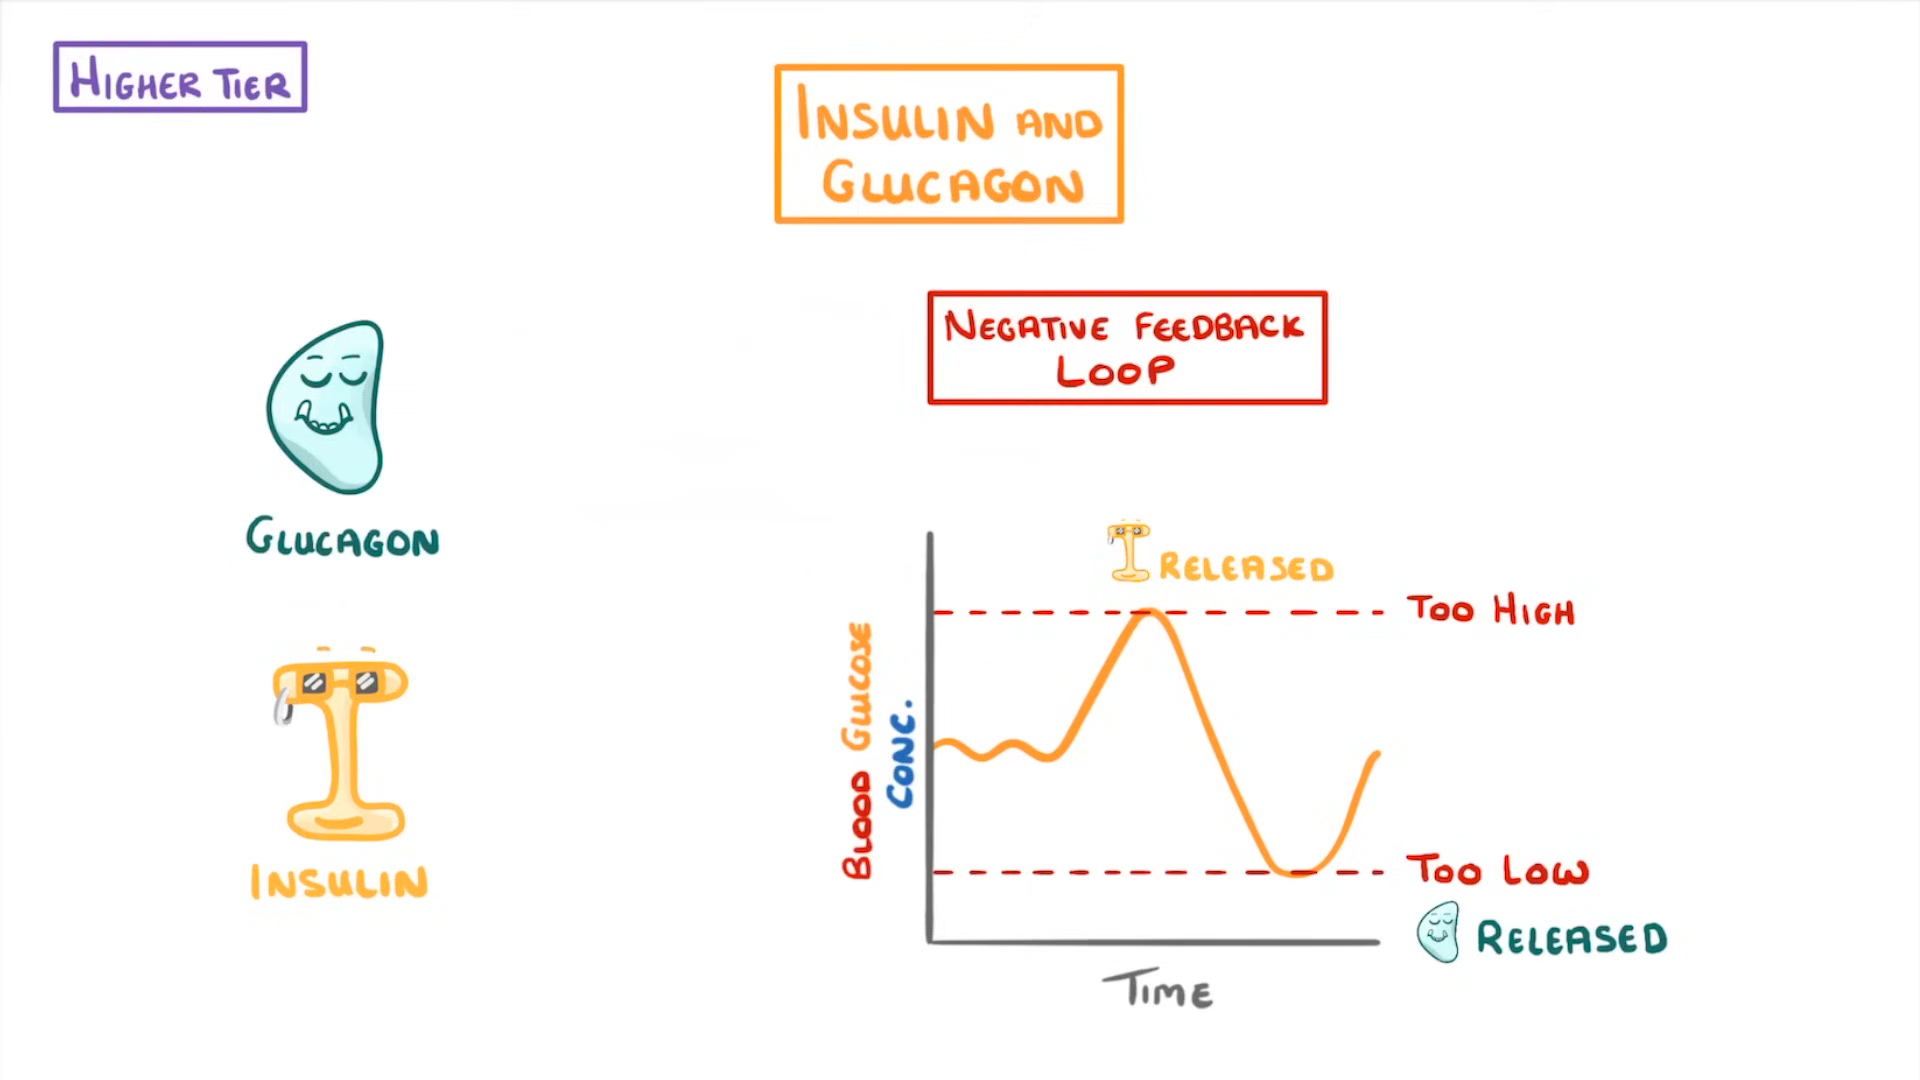 HIGHER TIER
INSULIN AND
GLUCAGON
NEGATIVE FEEDBACK
LOOP
GLUCAGON
INSULIN
RELEASED
TOO HIGH
BLOOD GLUCOSE
CONC.
TOO LOW
RELEASED
TIME